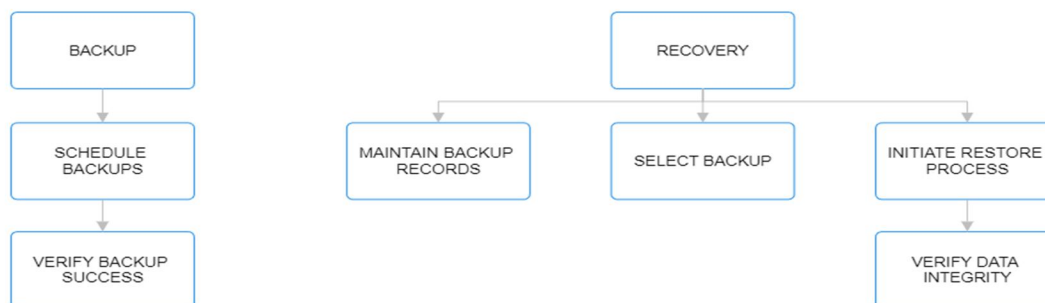 BACKUP
RECOVERY
SCHEDULE
BACKUPS
MAINTAIN BACKUP
RECORDS
SELECT BACKUP
INITIATE RESTORE
PROCESS
VERIFY BACKUP
SUCCESS
VERIFY DATA
INTEGRITY